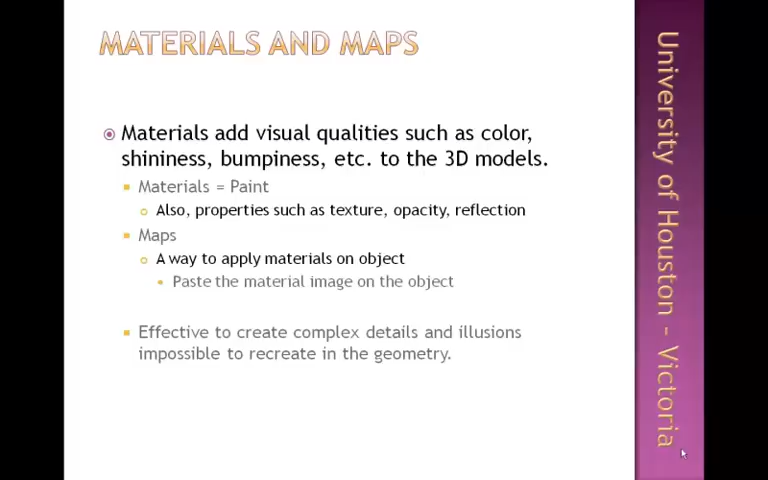 MATERIALS AND MAPS
Materials add visual qualities such as color,
shininess, bumpiness, etc. to the 3D models.
Materials = Paint
Also, properties such as texture, opacity, reflection
Maps
A way to apply materials on object
Paste the material image on the object
Effective to create complex details and illusions
impossible to recreate in the geometry.
University of Houston - Victoria